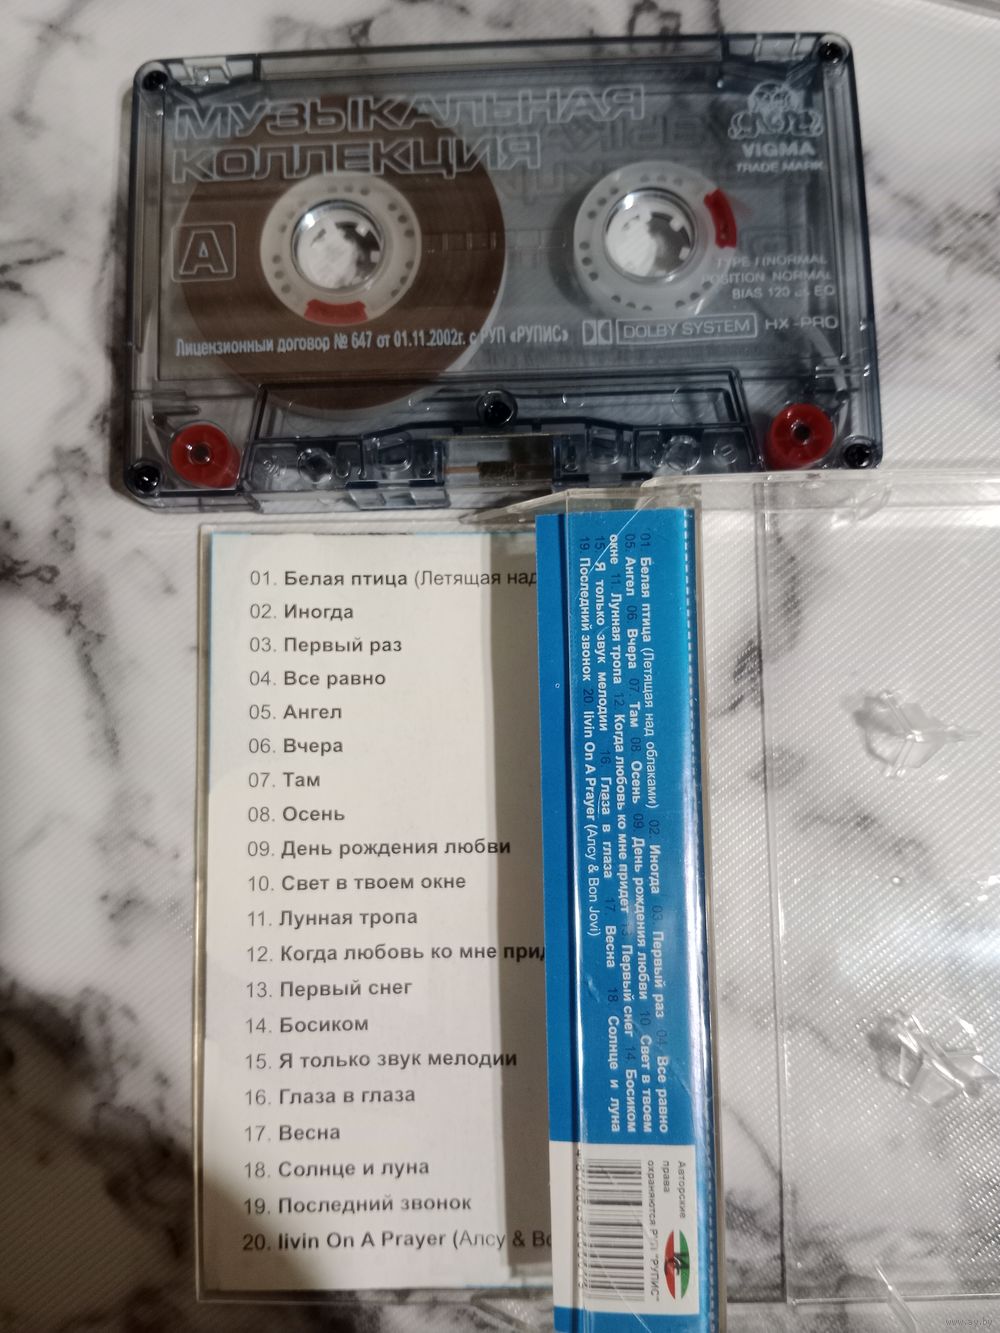 МУЗЫКАЛЬНАЯ
КОЛЛЕКЦИЯ
VIGMA
TRADE MARK
A
TYPE I (NORMAL
POSITION NORMAL
BIAS 120 EQ
Лицензионный договор № 647 от 01.11.2002г. с РУП «РУПИС»
DOLBY SYSTEM HX-PRO
01. Белая птица (Летящая над
02. Иногда
03. Первый раз
04. Все равно
05. Ангел
06. Вчера
07. Там
08. Осень
09. День рождения любви
10. Свет в твоем окне
11. Лунная тропа
12. Когда любовь ко мне прид
13. Первый снег
14. Босиком
15. Я только звук мелодии
16. Глаза в глаза
17. Весна
18. Солнце и луна
19. Последний звонок
20. livin On A Prayer (Алсу & Bo
01. Белая птица (Летящая над облаками) 02. Иногда 03. Первый раз 04. Все равно
05. Ангел 06. Вчера 07. Там 08. Осень 09. День рождения любви 10. Свет в твоем
окне 11. Лунная тропа 12. Когда любовь ко мне придет 13. Первый снег 14. Босиком
15. Я только звук мелодии 16. Глаза в глаза 17. Весна 18. Солнце и луна
19. Последний звонок 20. livin On A Prayer (Алсу & Bon Jovi)
Авторские
права
охраняются РУП "РУПИС"
www.ay.by